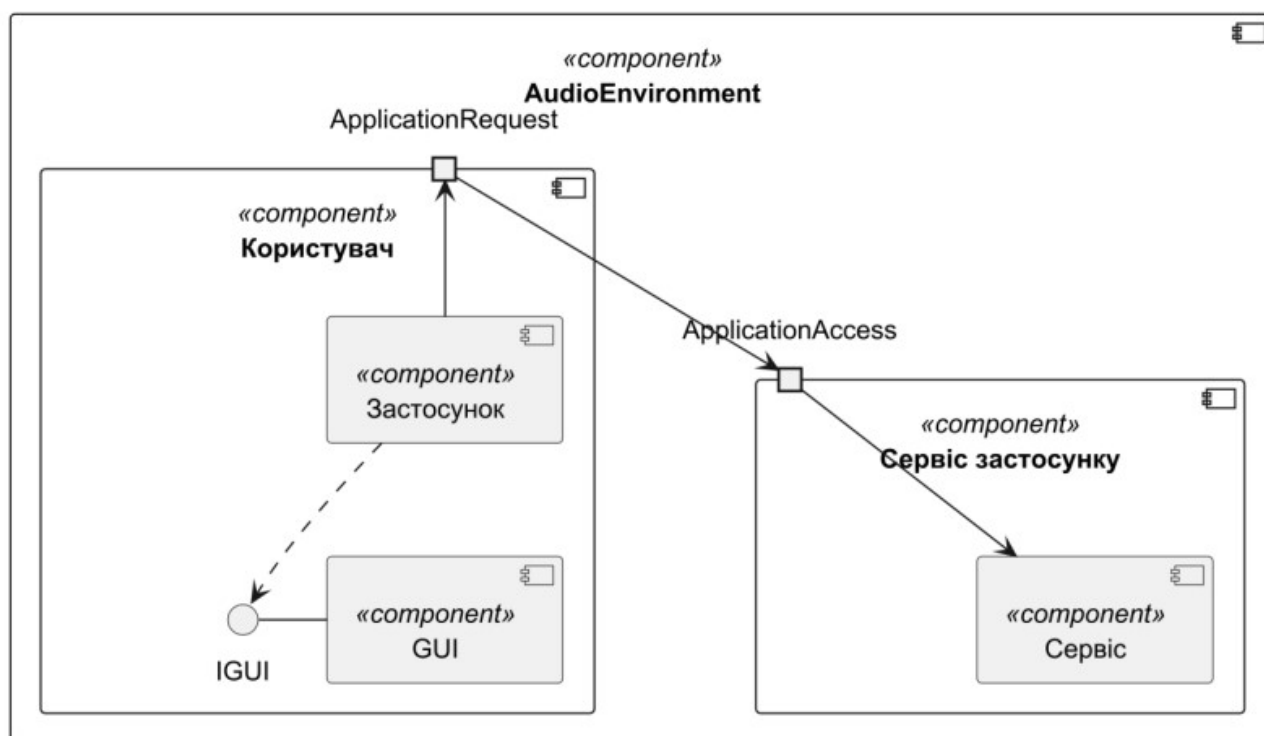 «component»
AudioEnvironment
ApplicationRequest
«component»
Користувач
«component»
Застосунок
IGUI
«component»
GUI
ApplicationAccess
«component»
Сервіс застосунку
«component»
Сервіс